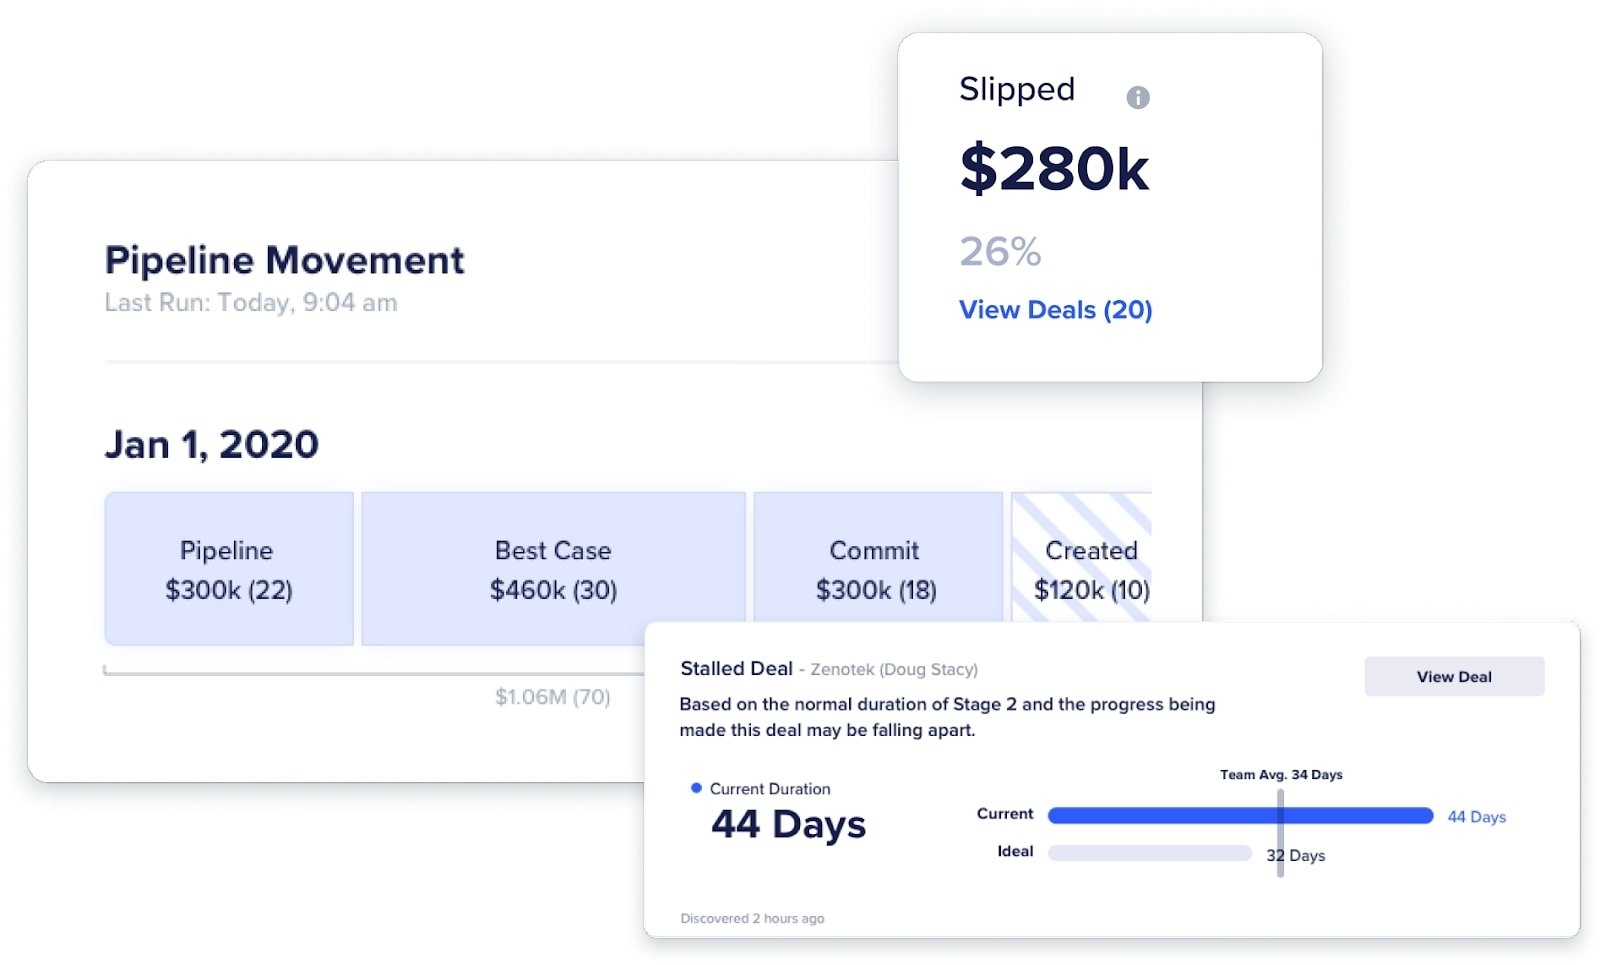 Slipped
$280k
26%
View Deals (20)
Pipeline Movement
Last Run: Today, 9:04 am
Jan 1, 2020
Pipeline
$300k (22)
Best Case
$460k (30)
Commit
$300k (18)
Created
$120k (10)
$1.06M (70)
Stalled Deal - Zenotek (Doug Stacy)
View Deal
Based on the normal duration of Stage 2 and the progress being
made this deal may be falling apart.
Current Duration
44 Days
Team Avg. 34 Days
Current
44 Days
Ideal
32 Days
Discovered 2 hours ago